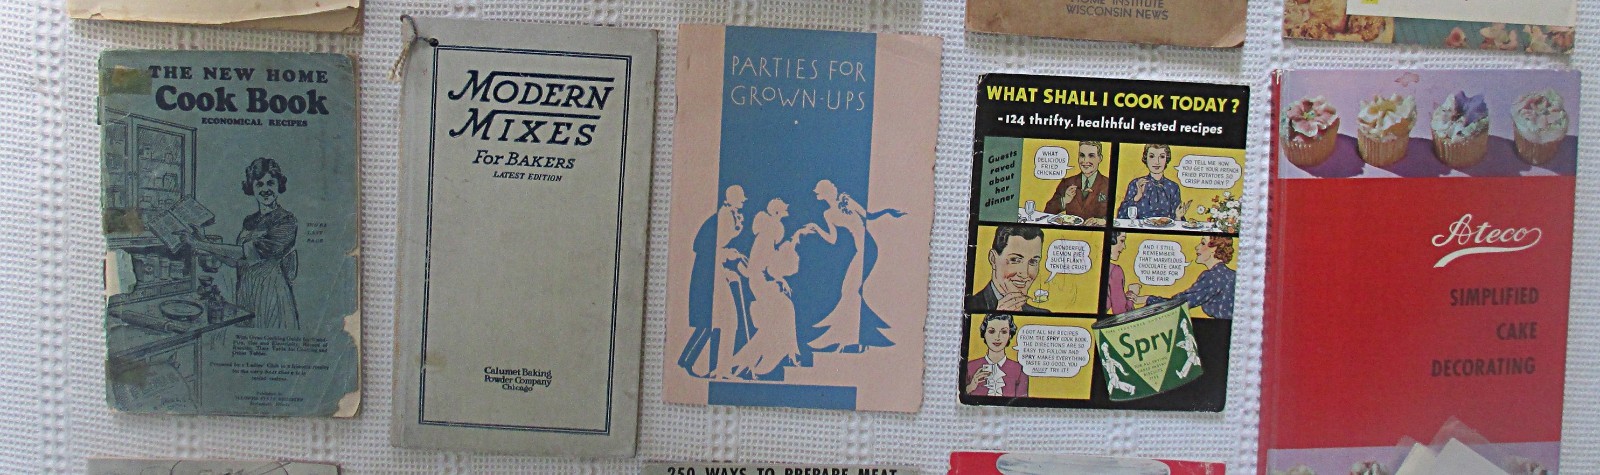 HOME INSTITUTE
WISCONSIN NEWS
THE NEW HOME
Cook Book
ECONOMICAL RECIPES
MODERN
MIXES
For BAKERS
LATEST EDITION
Calumet Baking
Powder Company
Chicago
PARTIES FOR
GROWN-UPS
WHAT SHALL I COOK TODAY?
- 124 thrifty, healthful tested recipes
Guests
raved
about
her
dinner
WHAT
DELICIOUS
FRIED
CHICKEN!
DO TELL ME HOW
YOU GET YOUR FRENCH
FRIED POTATOES SO
CRISP AND DRY!
WONDERFUL
LEMON PIE!
SUCH FLAKY,
TENDER CRUST
AND I STILL
REMEMBER
THAT MARVELOUS
CHOCOLATE CAKE
YOU MADE FOR
THE FAIR
I GOT ALL MY RECIPES
FROM THE SPRY COOK BOOK.
THE DIRECTIONS ARE SO
EASY TO FOLLOW AND
SPRY MAKES EVERYTHING
TASTE SO GOOD. YOU
MUST TRY IT!
Spry
Ateco
SIMPLIFIED
CAKE
DECORATING
250 WAYS TO PREPARE MEAT